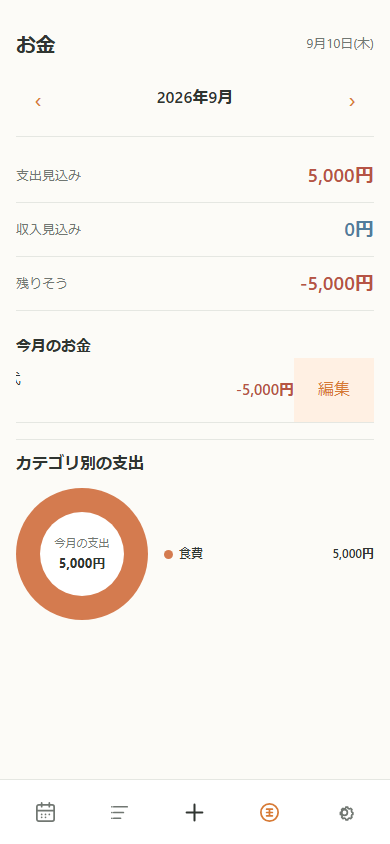 お金
9月10日(木)
‹ 2026年9月 ›
支出見込み 5,000円
収入見込み 0円
残りそう -5,000円
今月のお金
-5,000円 編集
カテゴリ別の支出
今月の支出
5,000円
食費 5,000円